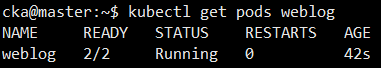 cka@master:~$ kubectl get pods weblog
NAME     READY   STATUS    RESTARTS   AGE
weblog   2/2     Running   0          42s